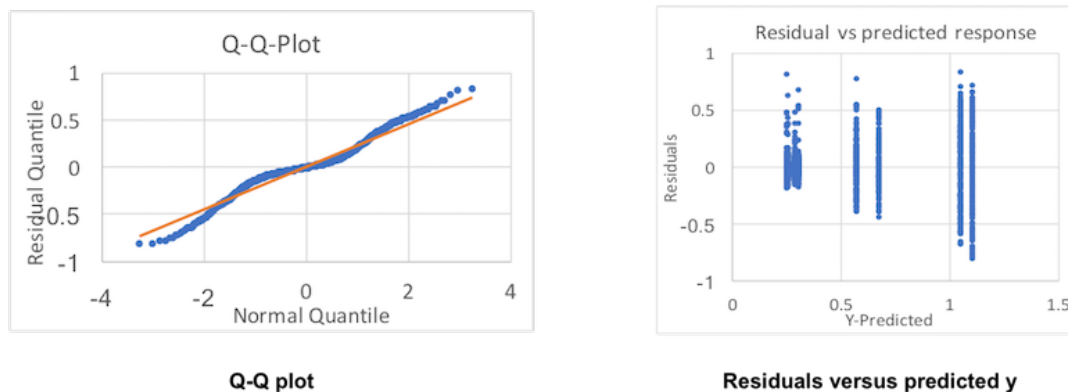 Q-Q-Plot
1
0.5
0
-0.5
-1
-4
-2
0
2
4
Residual Quantile
Normal Quantile
Q-Q plot
Residual vs predicted response
1
0.5
0
-0.5
-1
0
0.5
1
1.5
Residuals
Y-Predicted
Residuals versus predicted y